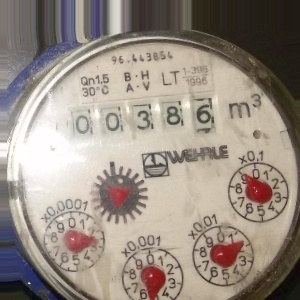 96.443854
Qn1,5 B·H LT 1-395
30°C A-V 1996
00386 m³
WEHRLE
x0,1
x0,0001
x0,001
x0,01